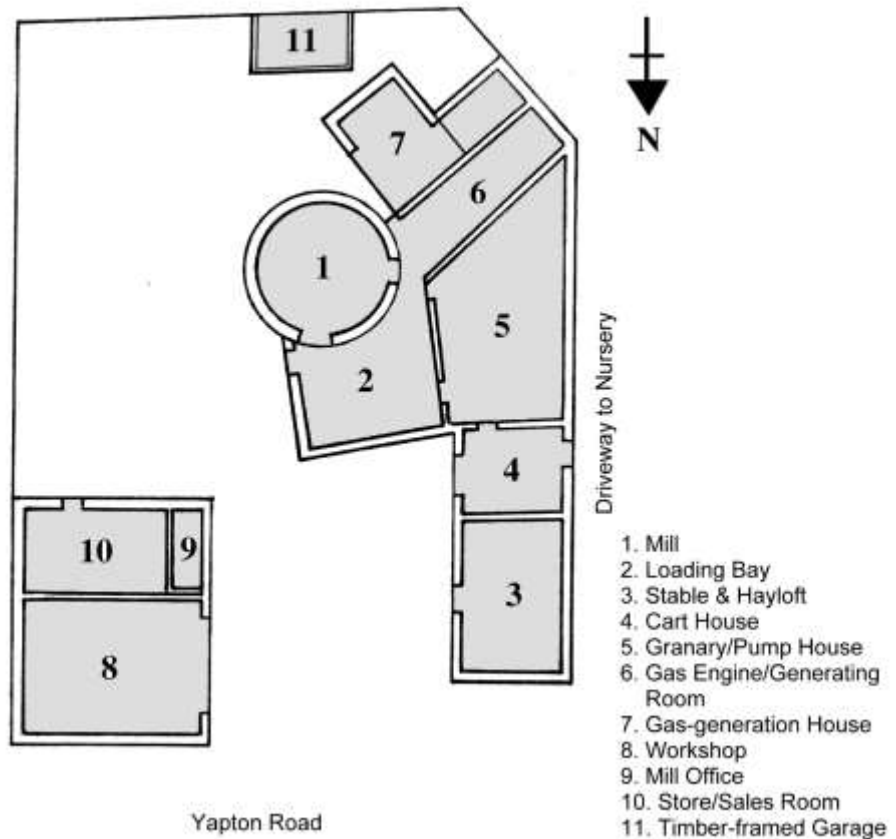 11
N
7
6
1
5
2
Driveway to Nursery
4
10
9
3
8
1. Mill
2. Loading Bay
3. Stable & Hayloft
4. Cart House
5. Granary/Pump House
6. Gas Engine/Generating
Room
7. Gas-generation House
8. Workshop
9. Mill Office
10. Store/Sales Room
11. Timber-framed Garage
Yapton Road